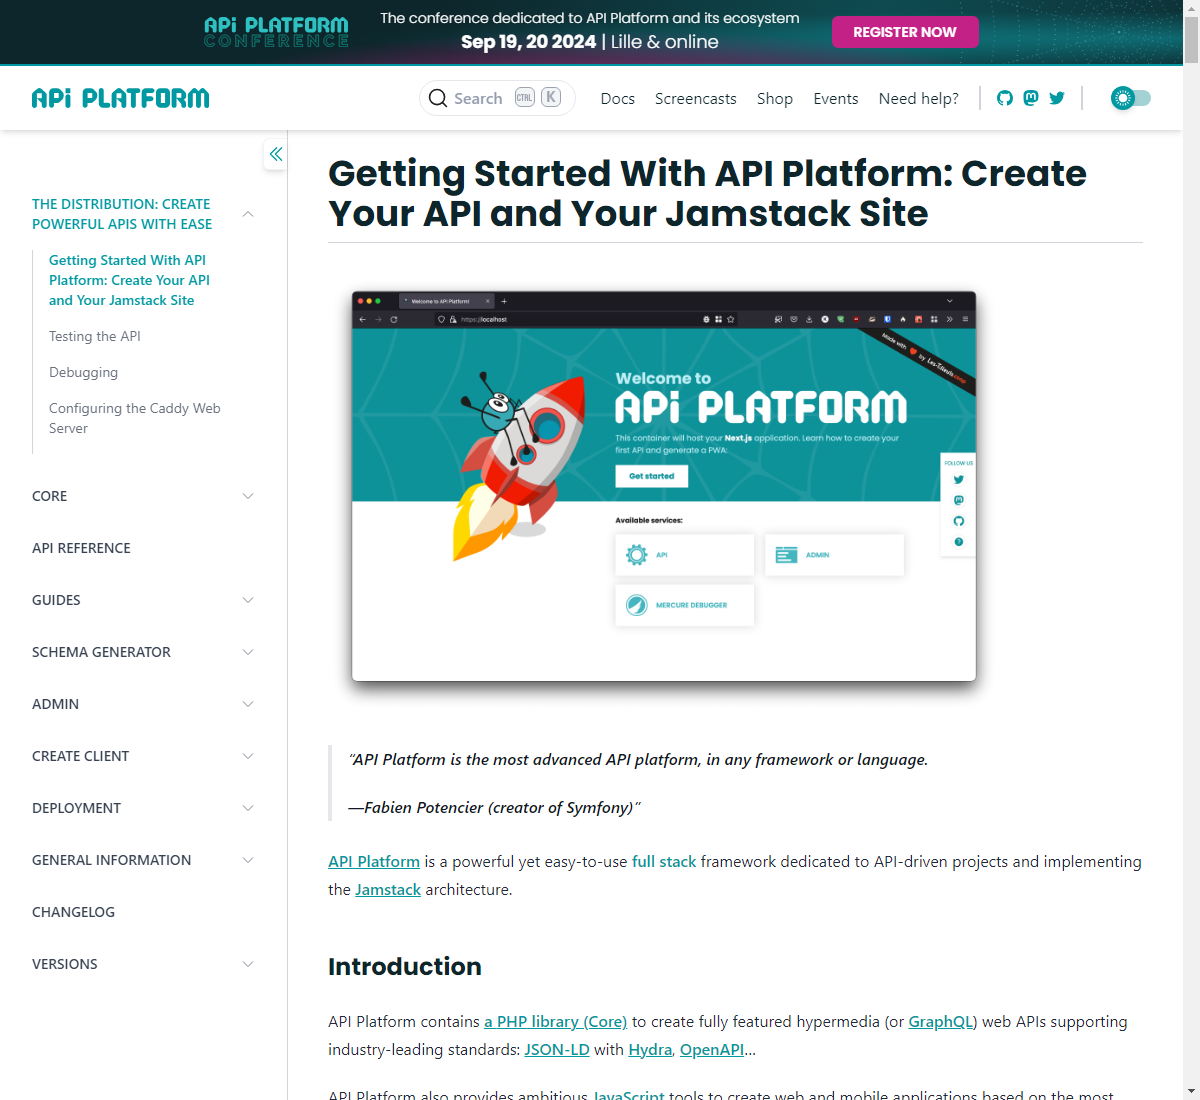 API PLATFORM
CONFERENCE
The conference dedicated to API Platform and its ecosystem
Sep 19, 20 2024 | Lille & online
REGISTER NOW
API PLATFORM
Search CTRL K
Docs Screencasts Shop Events Need help?
THE DISTRIBUTION: CREATE
POWERFUL APIS WITH EASE
Getting Started With API
Platform: Create Your API
and Your Jamstack Site
Testing the API
Debugging
Configuring the Caddy Web
Server
CORE
API REFERENCE
GUIDES
SCHEMA GENERATOR
ADMIN
CREATE CLIENT
DEPLOYMENT
GENERAL INFORMATION
CHANGELOG
VERSIONS
Getting Started With API Platform: Create
Your API and Your Jamstack Site
Welcome to API Platform!
https://localhost
Made with by Les-Tilleuls.coop
Welcome to
API PLATFORM
This container will host your Next.js application. Learn how to create your
first API and generate a PWA:
Get started
FOLLOW US
Available services:
API
ADMIN
MERCURE DEBUGGER
“API Platform is the most advanced API platform, in any framework or language.
—Fabien Potencier (creator of Symfony)”
API Platform is a powerful yet easy-to-use full stack framework dedicated to API-driven projects and implementing
the Jamstack architecture.
Introduction
API Platform contains a PHP library (Core) to create fully featured hypermedia (or GraphQL) web APIs supporting
industry-leading standards: JSON-LD with Hydra, OpenAPI...
API Platform also provides ambitious JavaScript tools to create web and mobile applications based on the most